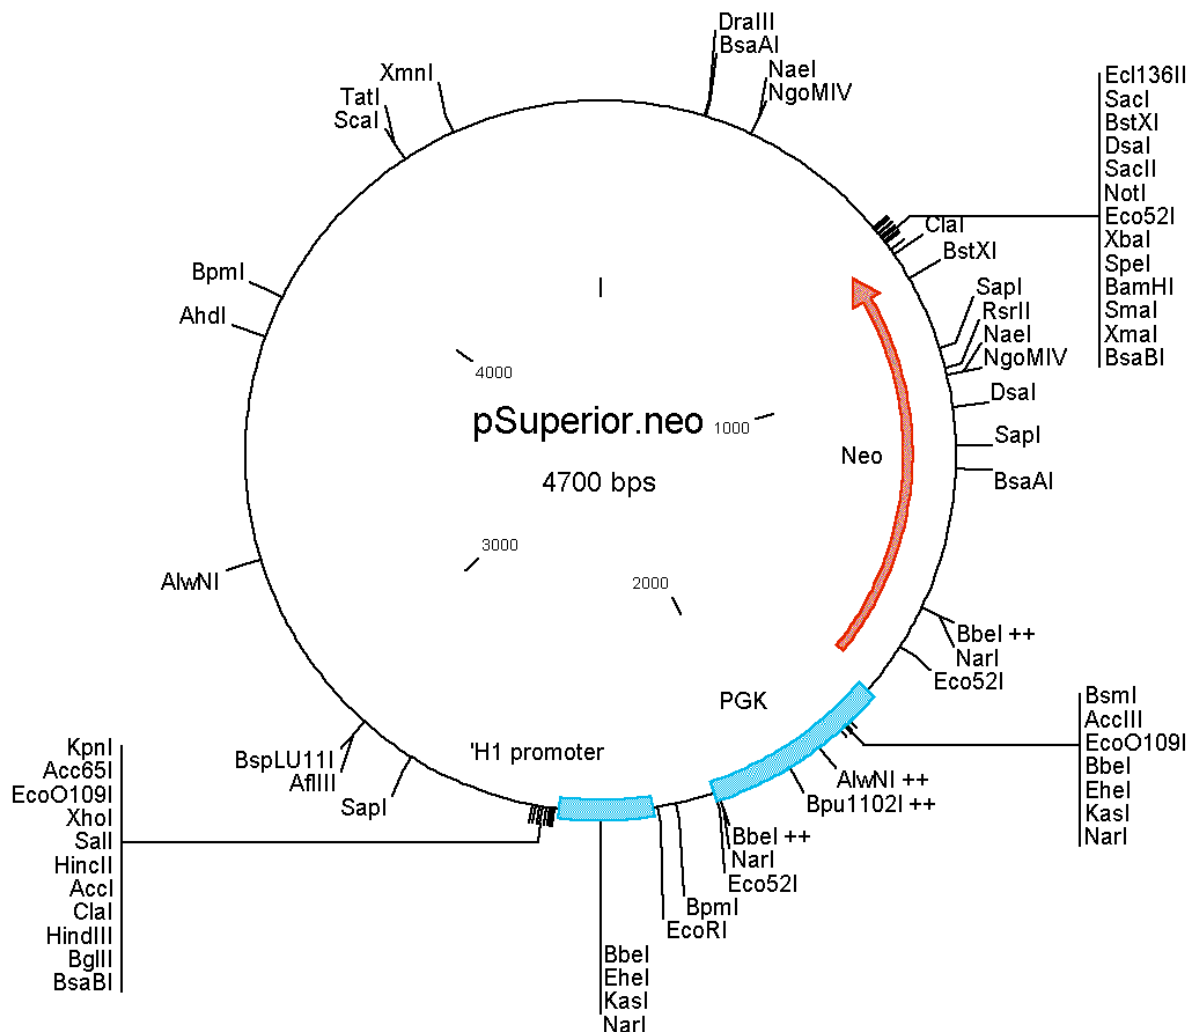 DraIII
BsaAI
NaeI
NgoMIV
XmnI
TatI
ScaI
Ecl136II
SacI
BstXI
DsaI
SacII
NotI
Eco52I
XbaI
SpeI
BamHI
SmaI
XmaI
BsaBI
ClaI
BstXI
SapI
RsrII
NaeI
NgoMIV
DsaI
SapI
BsaAI
BpmI
AhdI
I
4000
pSuperior.neo
1000
4700 bps
Neo
3000
2000
AlwNI
BbeI ++
NarI
Eco52I
PGK
BsmI
AccIII
EcoO109I
BbeI
EheI
KasI
NarI
AlwNI ++
Bpu1102I ++
'H1 promoter
BspLU11I
AflIII
SapI
KpnI
Acc65I
EcoO109I
XhoI
SalI
HincII
AccI
ClaI
HindIII
BglII
BsaBI
BbeI ++
NarI
Eco52I
BpmI
EcoRI
BbeI
EheI
KasI
NarI